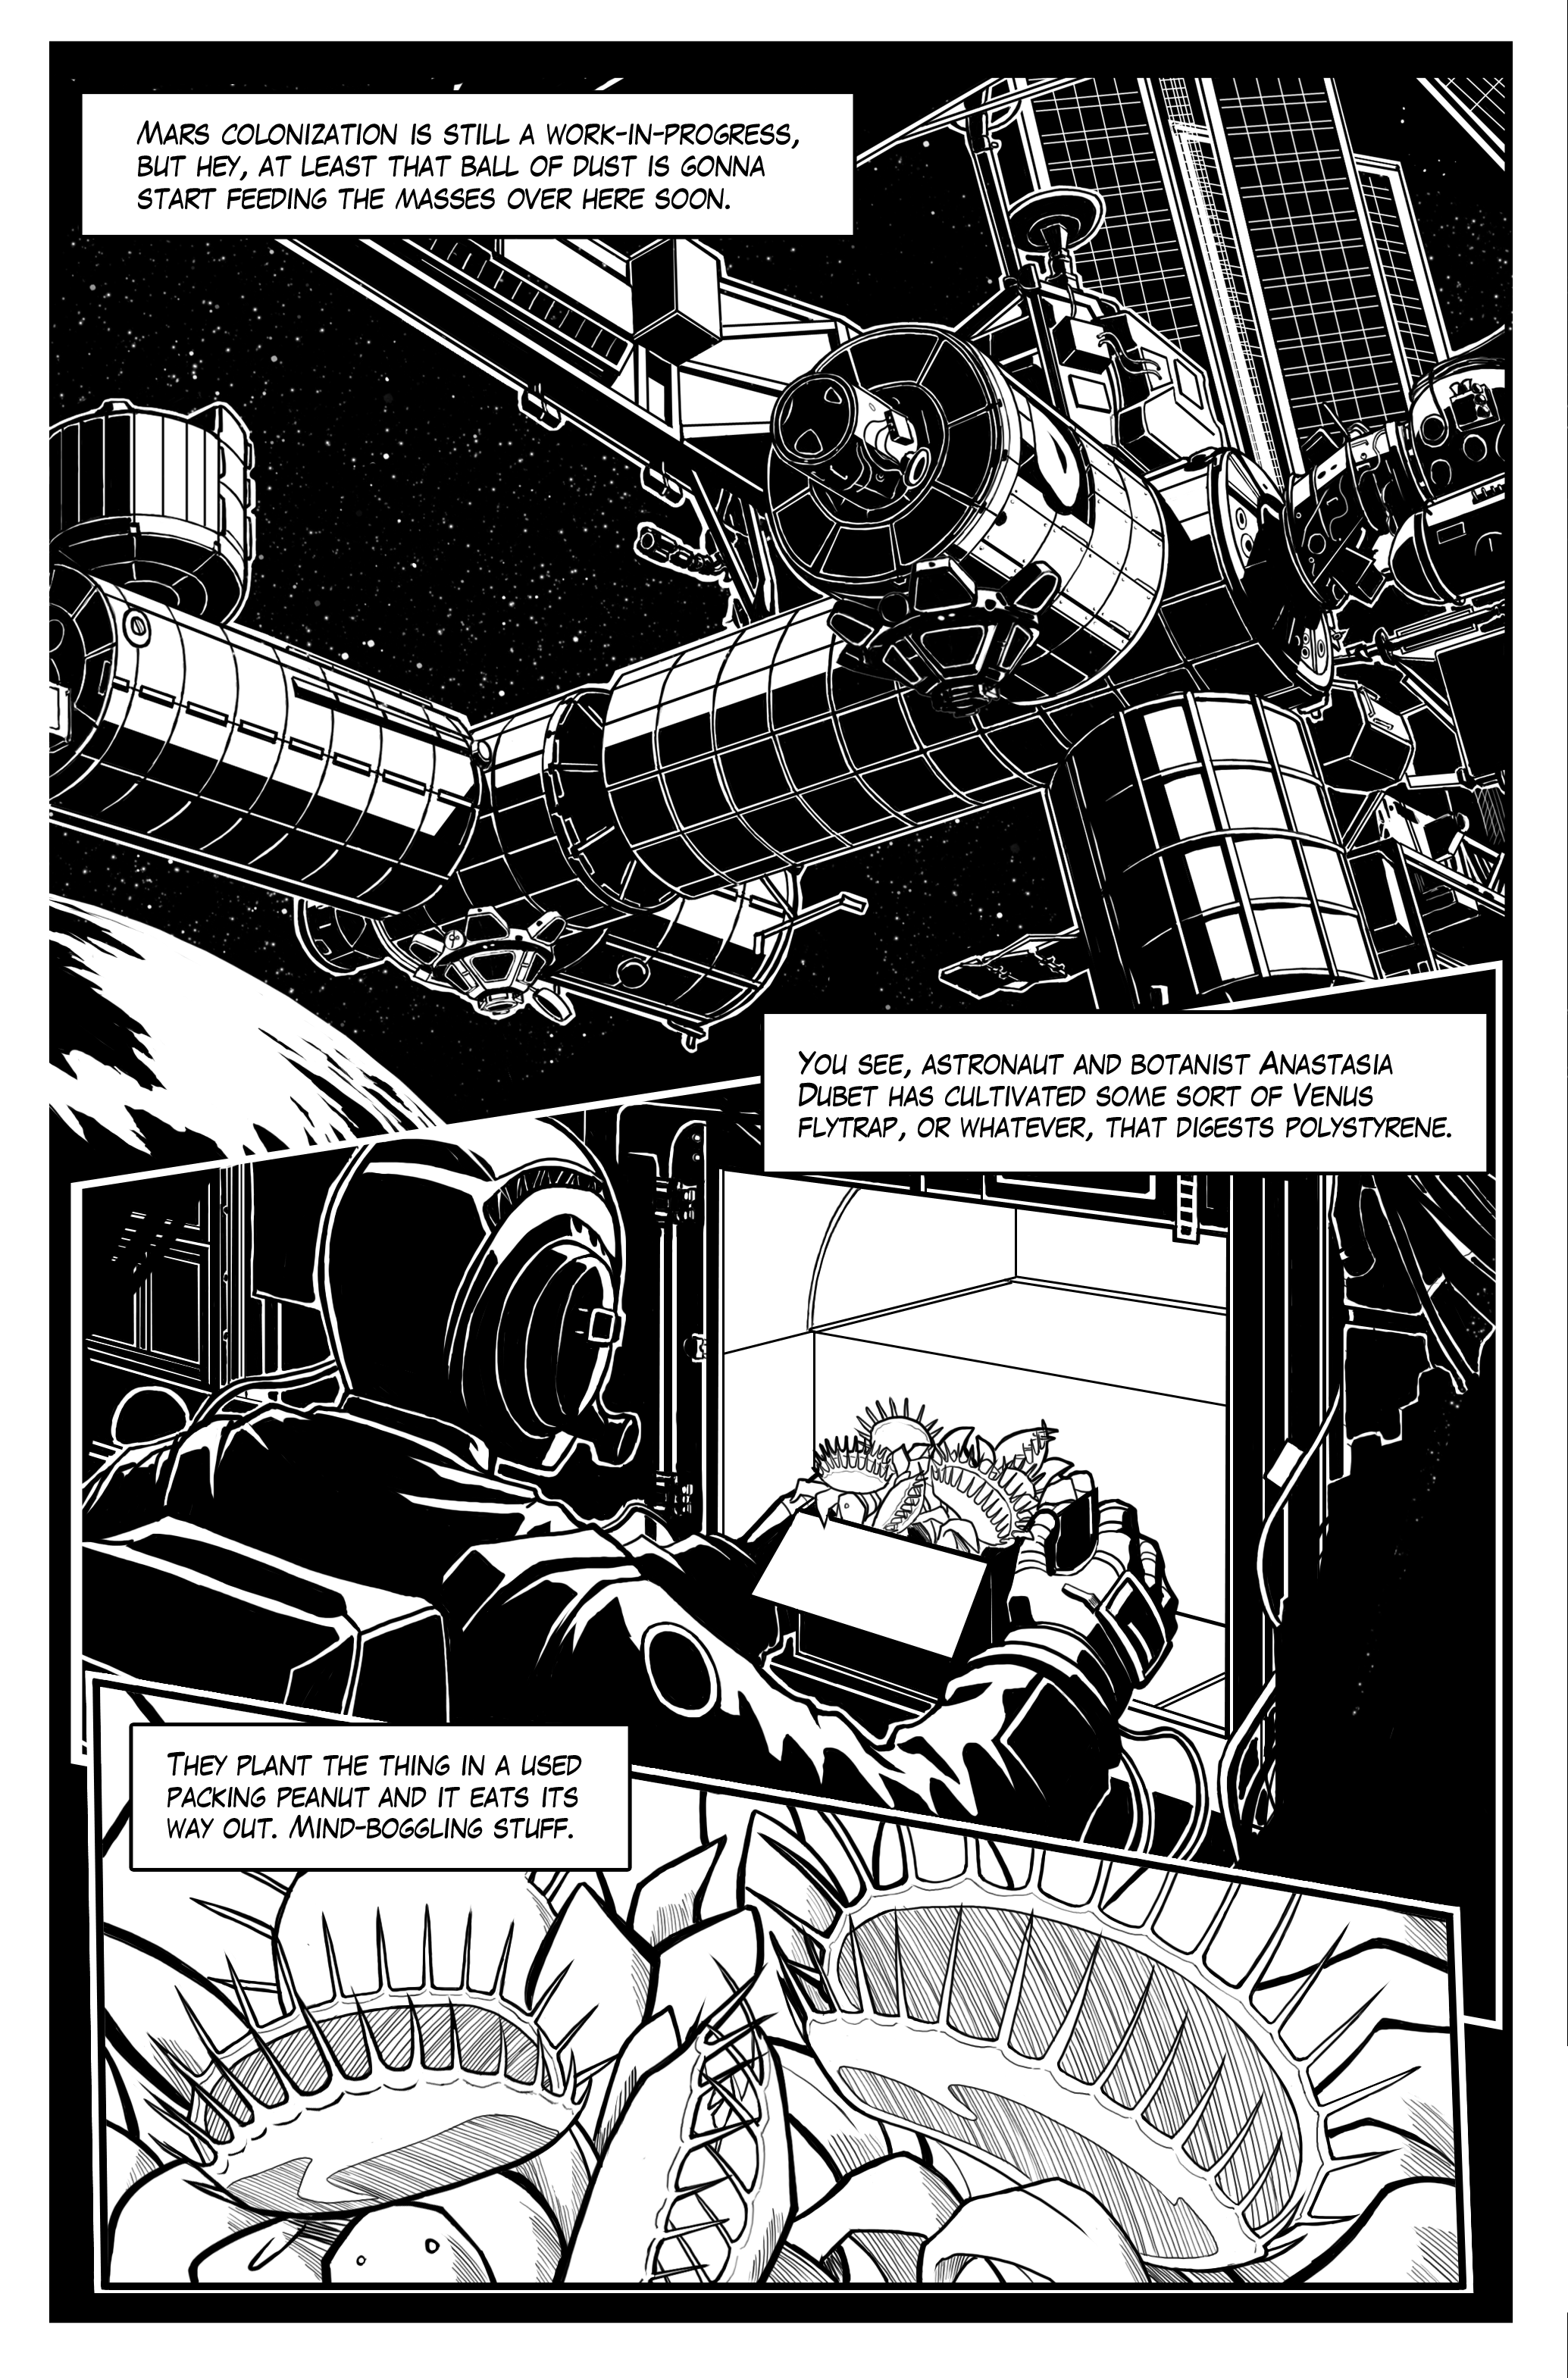 Mars colonization is still a work-in-progress,
but hey, at least that ball of dust is gonna
start feeding the masses over here soon.
You see, astronaut and botanist Anastasia
Dubet has cultivated some sort of Venus
flytrap, or whatever, that digests polystyrene.
They plant the thing in a used
packing peanut and it eats its
way out. Mind-boggling stuff.